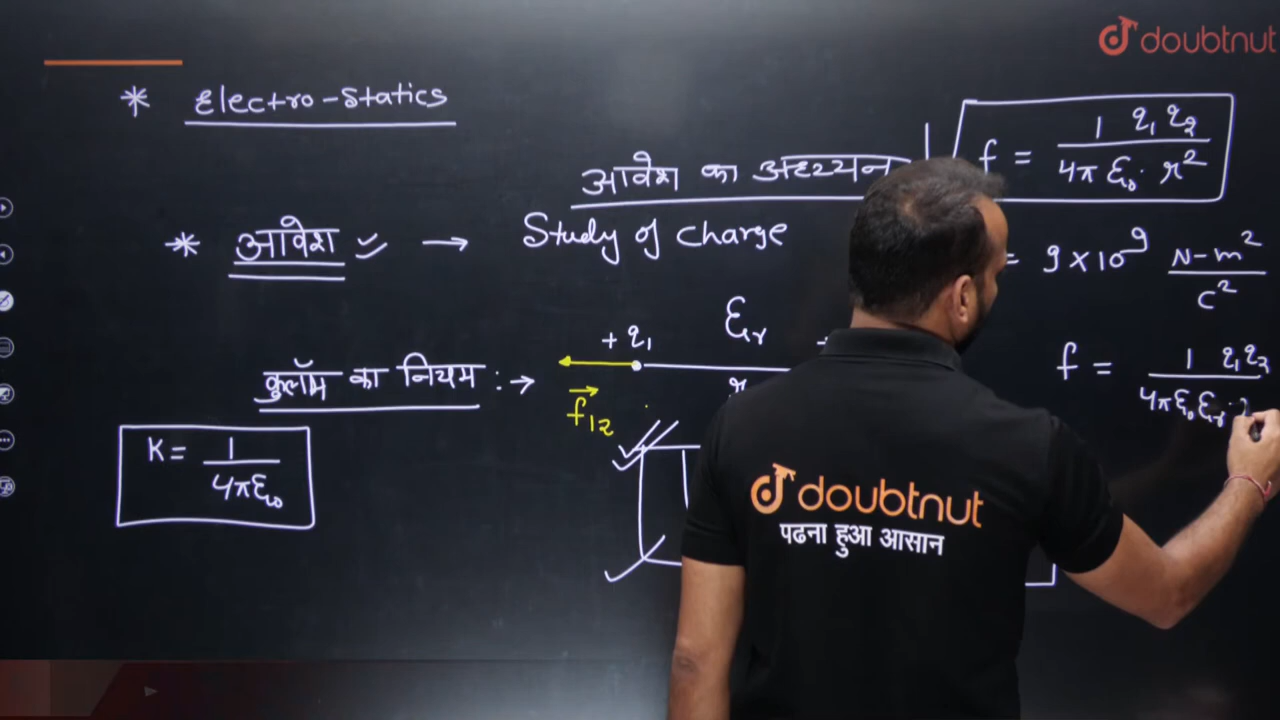 doubtnut
* Electro-Statics
f = 1 q₁q₂ / 4πε₀ · r²
आवेश का अध्ययन
* आवेश → Study of charge
= 9 × 10⁹ N-m² / C²
+q₁ εᵣ
कुलॉम का नियम :→
f₁₂
f = 1 q₁q₂ / 4πε₀εᵣ ·
K = 1 / 4πε₀
doubtnut
पढना हुआ आसान